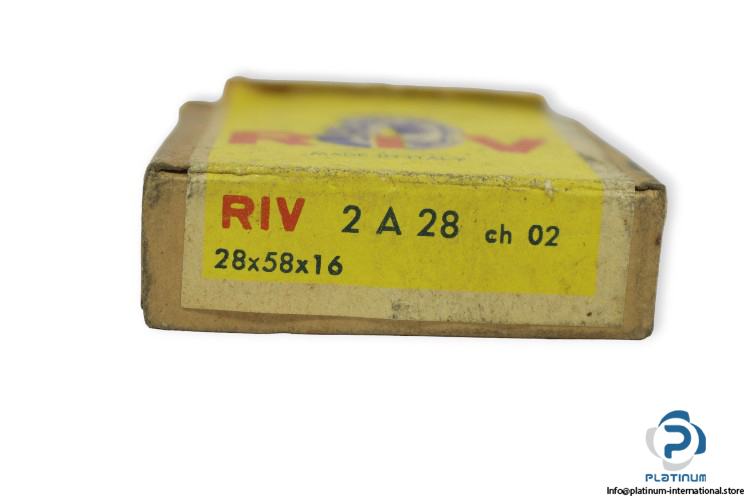 RIV
MADE IN ITALY
RIV 2 A 28 ch 02
28x58x16
PLATINUM
Info@platinum-international.store